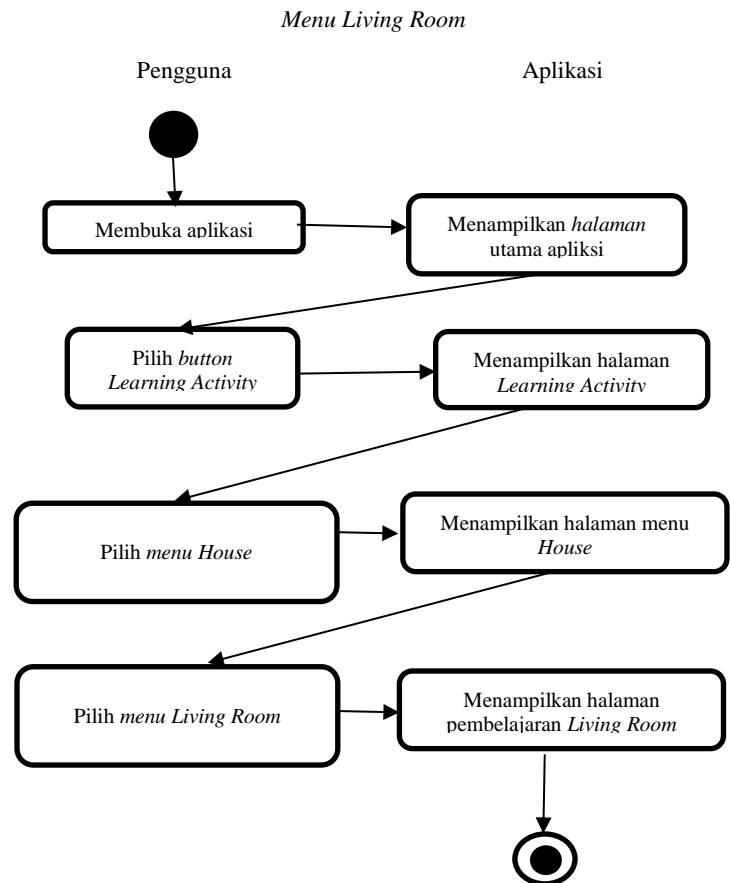 Menu Living Room
Pengguna
Aplikasi
Membuka aplikasi
Menampilkan halaman
utama apliksi
Pilih button
Learning Activity
Menampilkan halaman
Learning Activity
Pilih menu House
Menampilkan halaman menu
House
Pilih menu Living Room
Menampilkan halaman
pembelajaran Living Room